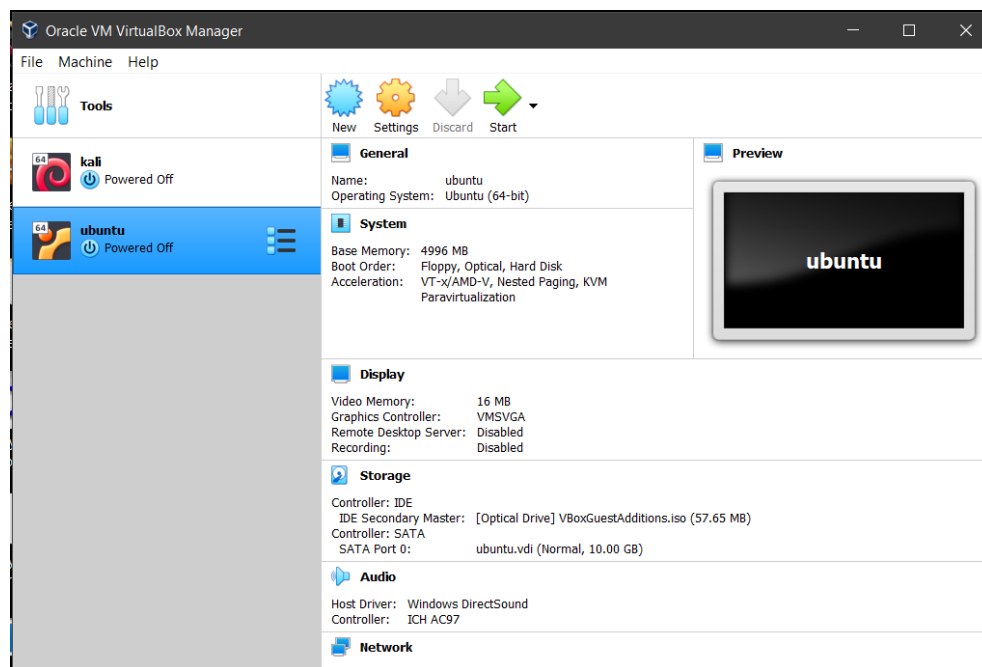 Oracle VM VirtualBox Manager
File Machine Help
Tools
New Settings Discard Start
64
kali
Powered Off
64
ubuntu
Powered Off
General
Name: ubuntu
Operating System: Ubuntu (64-bit)
System
Base Memory: 4996 MB
Boot Order: Floppy, Optical, Hard Disk
Acceleration: VT-x/AMD-V, Nested Paging, KVM
Paravirtualization
Preview
ubuntu
Display
Video Memory: 16 MB
Graphics Controller: VMSVGA
Remote Desktop Server: Disabled
Recording: Disabled
Storage
Controller: IDE
IDE Secondary Master: [Optical Drive] VBoxGuestAdditions.iso (57.65 MB)
Controller: SATA
SATA Port 0: ubuntu.vdi (Normal, 10.00 GB)
Audio
Host Driver: Windows DirectSound
Controller: ICH AC97
Network